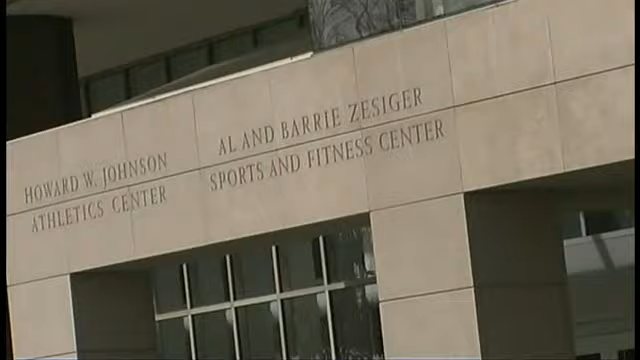 HOWARD W. JOHNSON
ATHLETICS CENTER
AL AND BARRIE ZESIGER
SPORTS AND FITNESS CENTER